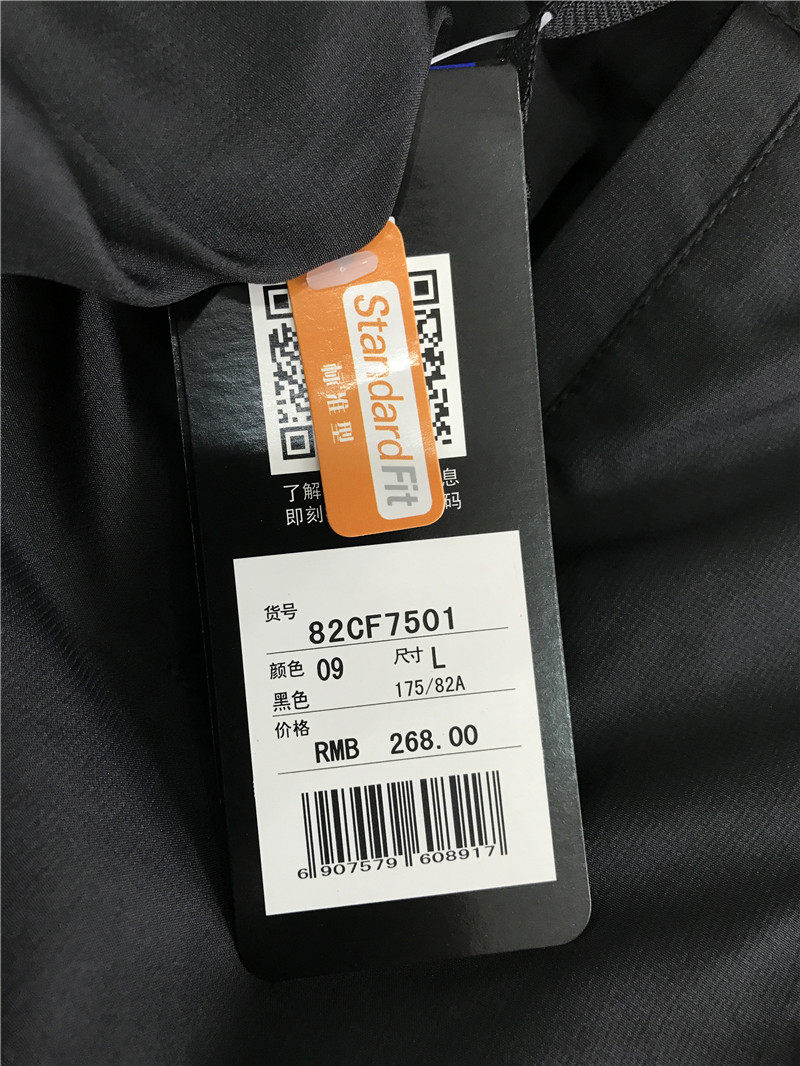 StandardFit
标准型
了解
息
即刻
码
货号 82CF7501
颜色 09 尺寸 L
黑色 175/82A
价格
RMB 268.00
6 907579 608917